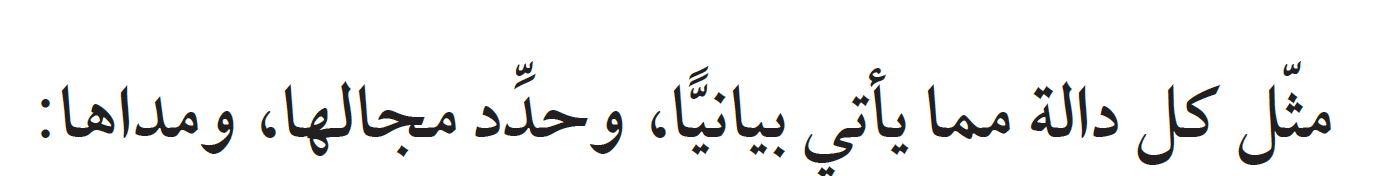 مثّل كل دالة مما يأتي بيانيًّا، وحدِّد مجالها، ومداها: